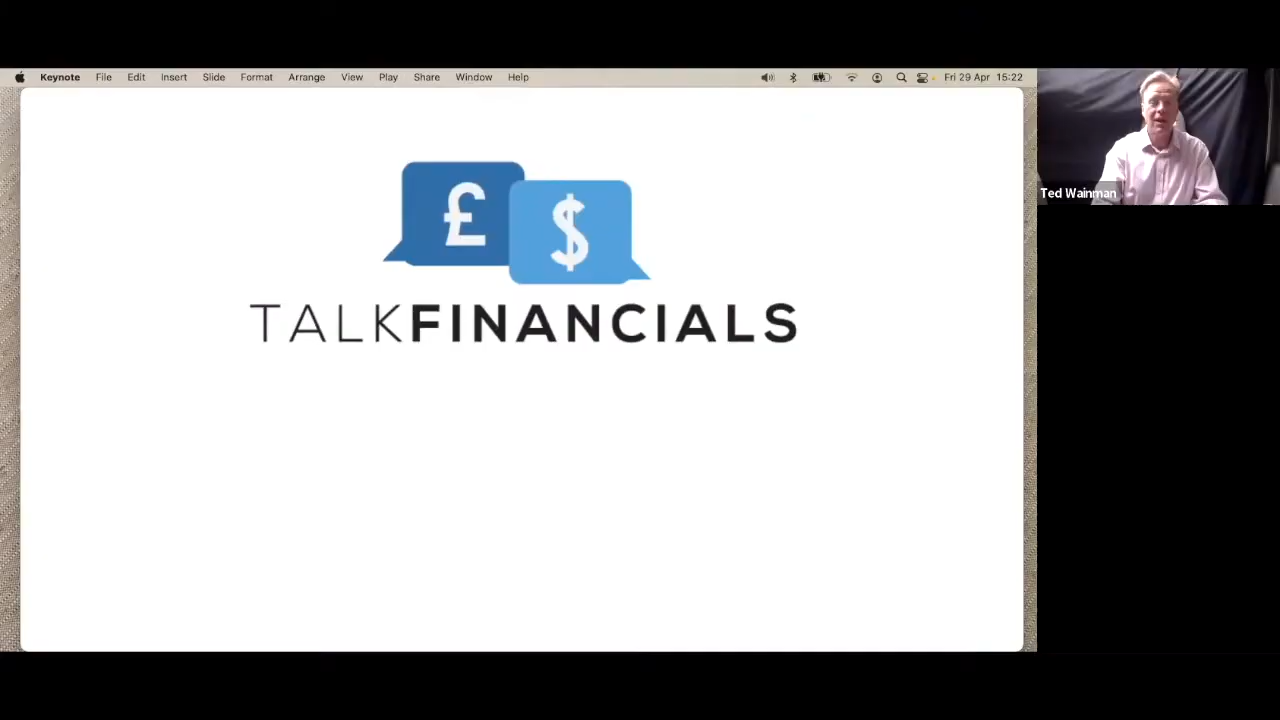 Keynote File Edit Insert Slide Format Arrange View Play Share Window Help Fri 29 Apr 15:22
Ted Wainman
£ $
TALKFINANCIALS